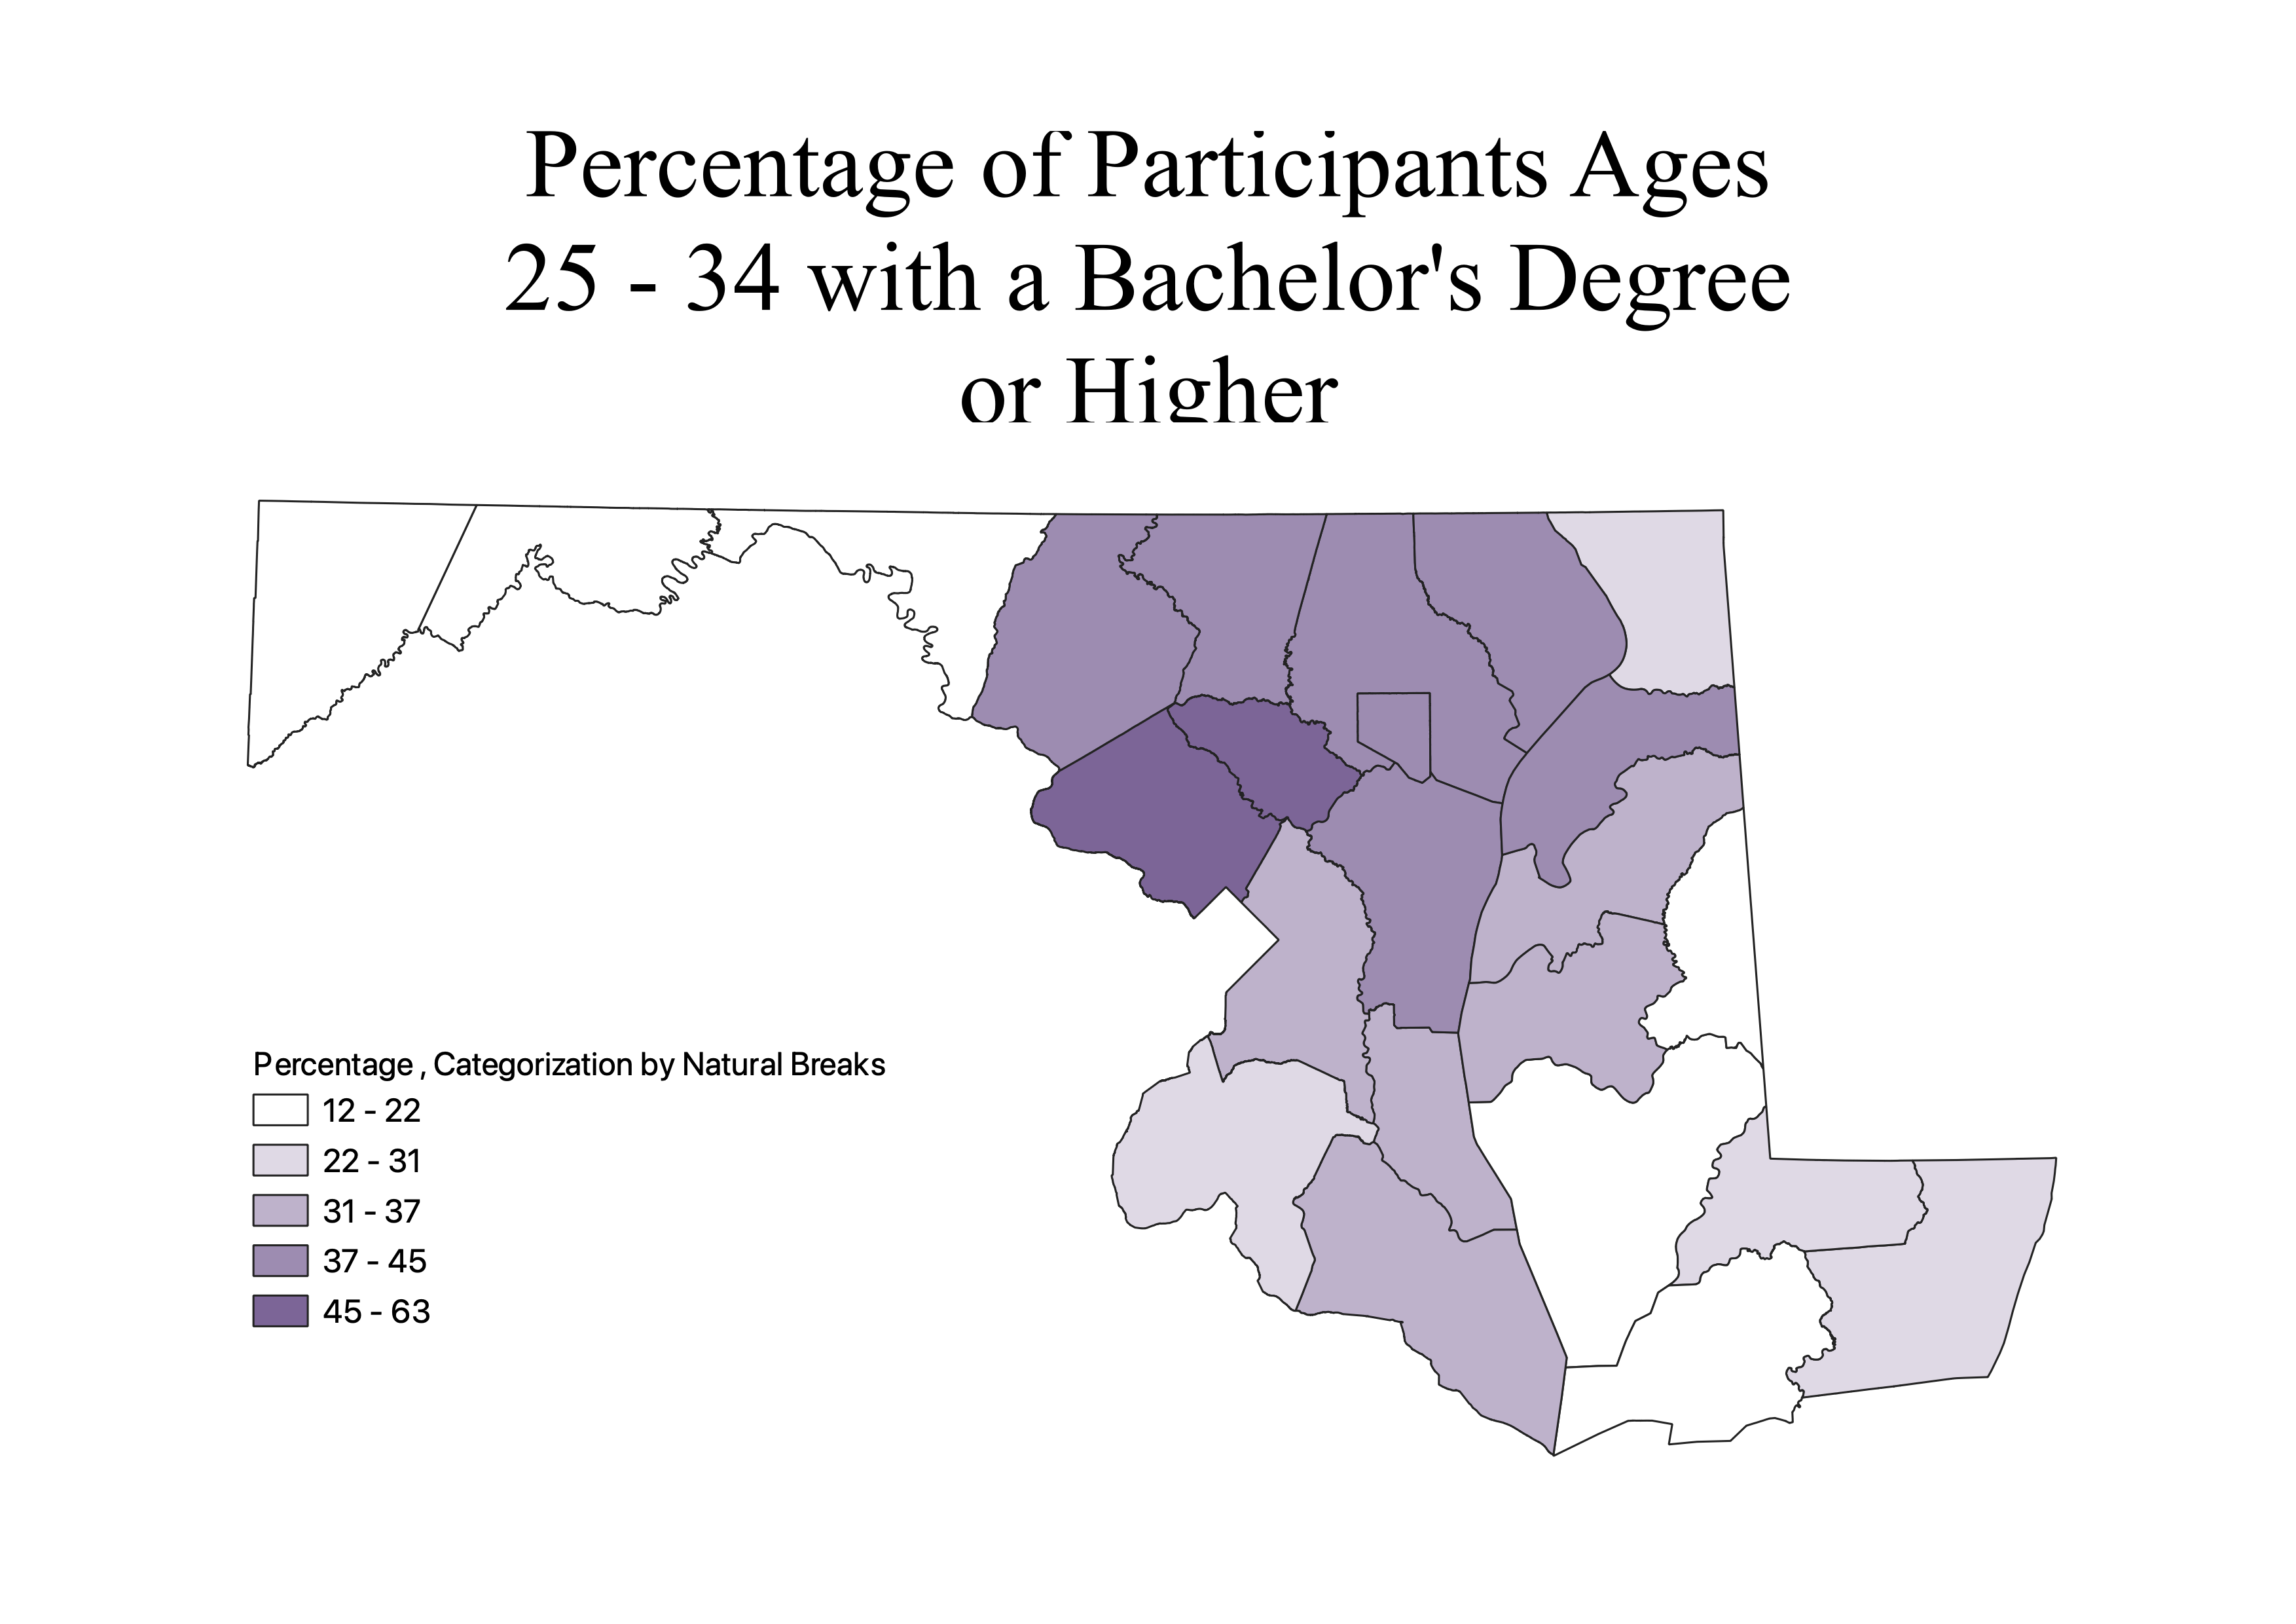 Percentage of Participants Ages
25 - 34 with a Bachelor's Degree
or Higher
Percentage , Categorization by Natural Breaks
12 - 22
22 - 31
31 - 37
37 - 45
45 - 63